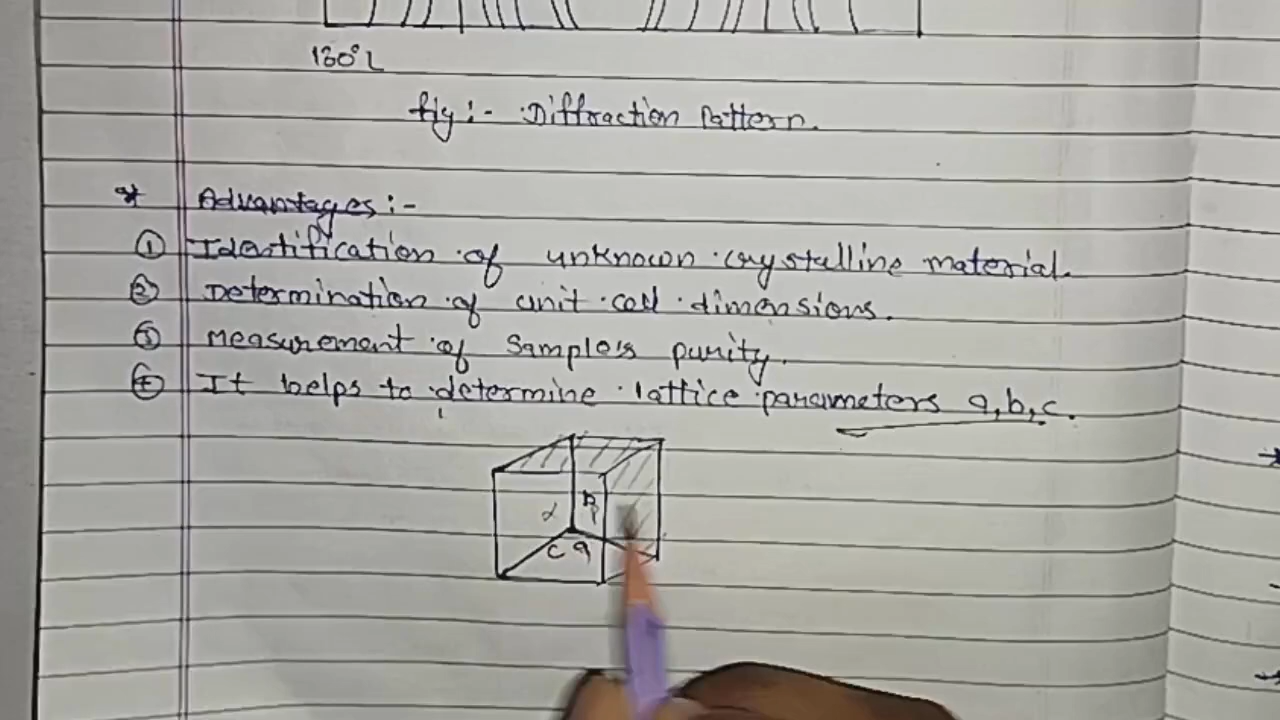 180°
fig:- Diffraction Pattern.
* Advantages:-
① Identification of unknown crystalline material.
② Determination of unit cell dimensions.
③ Measurement of Sample's purity.
④ It helps to determine lattice parameters a,b,c.
α
c a